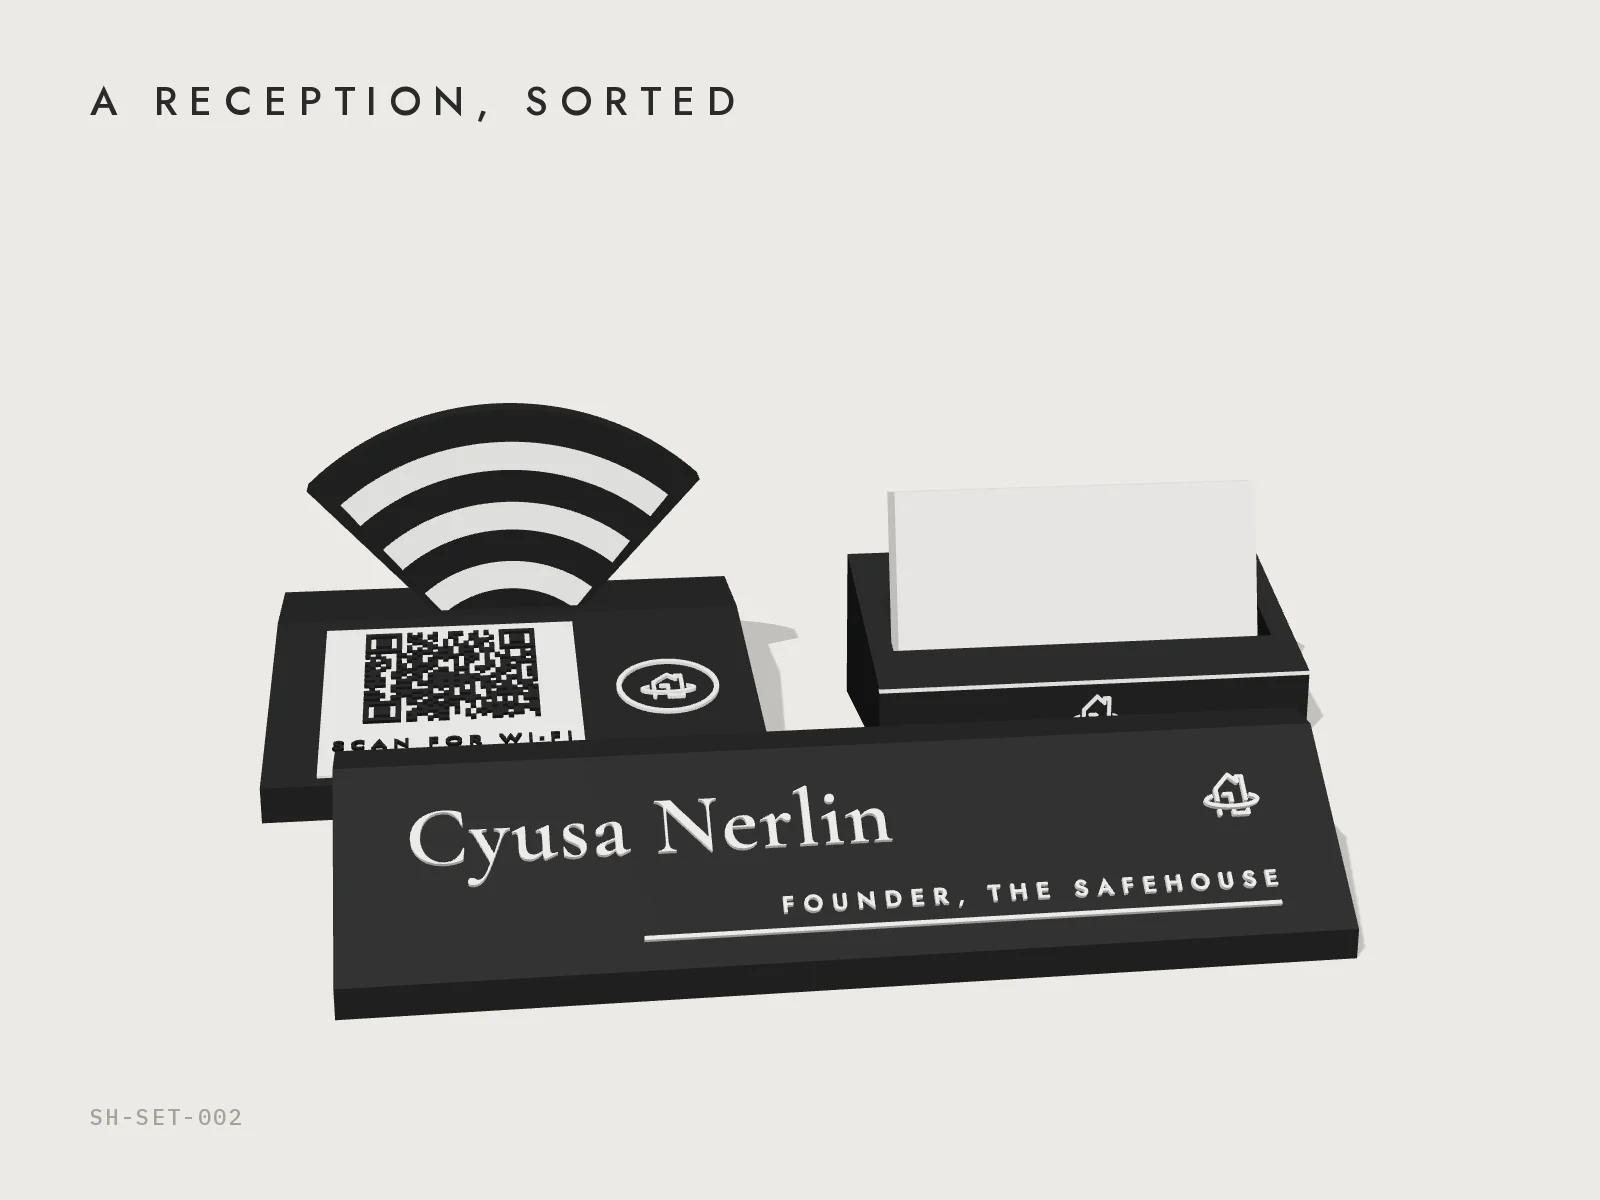 A RECEPTION, SORTED
SCAN FOR WI-FI
Cyusa Nerlin
FOUNDER, THE SAFEHOUSE
SH-SET-002